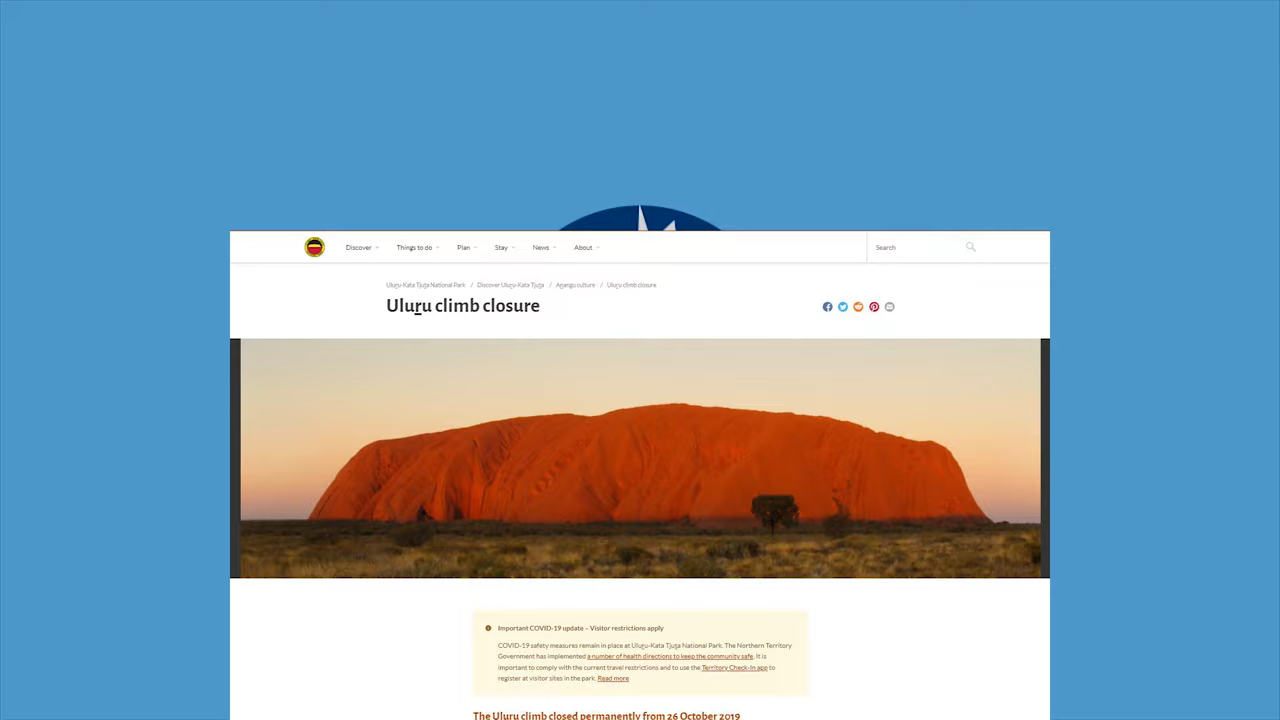 Discover
Things to do
Plan
Stay
News
About
Search
Uluṟu-Kata Tjuṯa National Park / Discover Uluṟu-Kata Tjuṯa / Aṉangu culture / Uluṟu climb closure
Uluṟu climb closure
Important COVID-19 update – Visitor restrictions apply
COVID-19 safety measures remain in place at Uluṟu-Kata Tjuṯa National Park. The Northern Territory
Government has implemented a number of health directions to keep the community safe. It is
important to comply with the current travel restrictions and to use the Territory Check-In app to
register at visitor sites in the park. Read more
The Uluṟu climb closed permanently from 26 October 2019